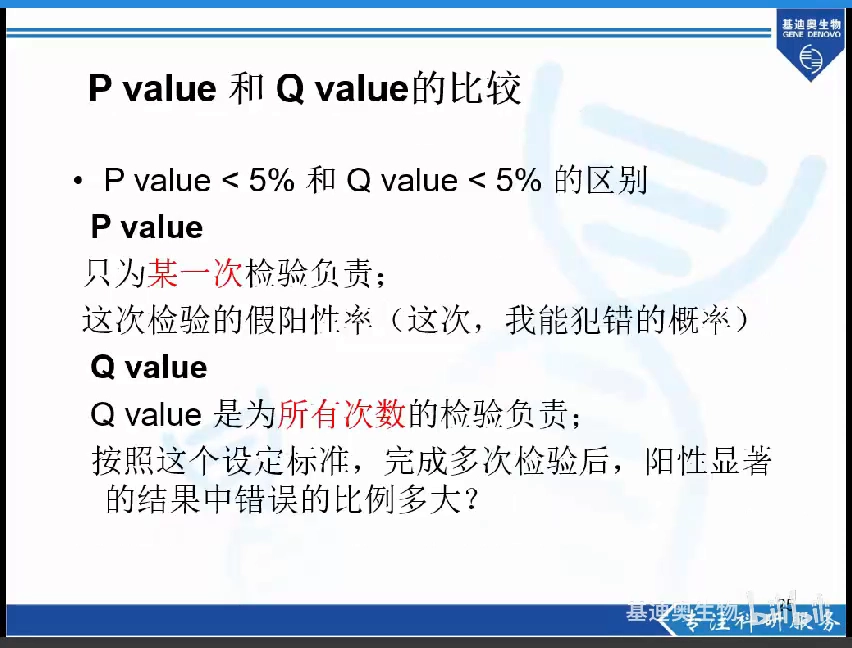 基迪奥生物
GENE DENOVO
P value 和 Q value的比较
• P value < 5% 和 Q value < 5% 的区别
P value
只为某一次检验负责；
这次检验的假阳性率（这次，我能犯错的概率）
Q value
Q value 是为所有次数的检验负责；
按照这个设定标准，完成多次检验后，阳性显著
的结果中错误的比例多大？
基迪奥生物
bilibili
专注科研服务